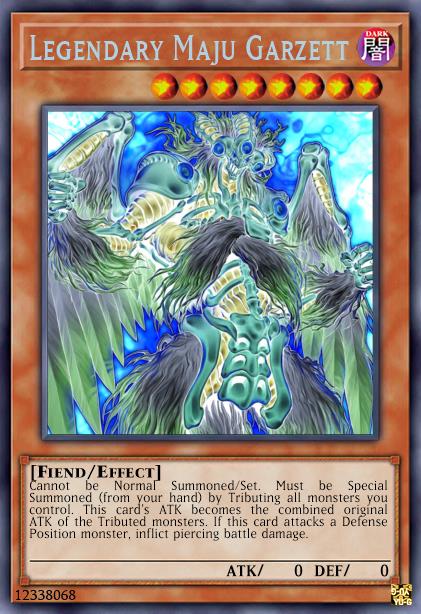 LEGENDARY MAJU GARZETT
DARK
闇
[FIEND/EFFECT]
Cannot be Normal Summoned/Set. Must be Special
Summoned (from your hand) by Tributing all monsters you
control. This card's ATK becomes the combined original
ATK of the Tributed monsters. If this card attacks a Defense
Position monster, inflict piercing battle damage.
ATK/ 0 DEF/ 0
12338068